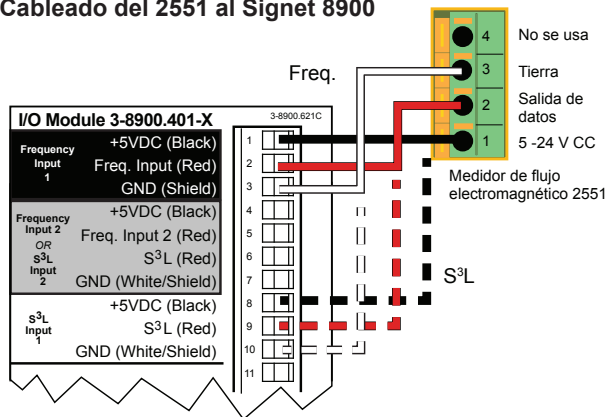 Cableado del 2551 al Signet 8900
Freq.
4 No se usa
3 Tierra
2 Salida de datos
1 5 -24 V CC
Medidor de flujo
electromagnético 2551
S³L
I/O Module 3-8900.401-X
3-8900.621C
Frequency
Input
1
+5VDC (Black)
Freq. Input (Red)
GND (Shield)
Frequency
Input 2
OR
S³L
Input
2
+5VDC (Black)
Freq. Input 2 (Red)
S³L (Red)
GND (White/Shield)
S³L
Input
1
+5VDC (Black)
S³L (Red)
GND (White/Shield)
1
2
3
4
5
6
7
8
9
10
11